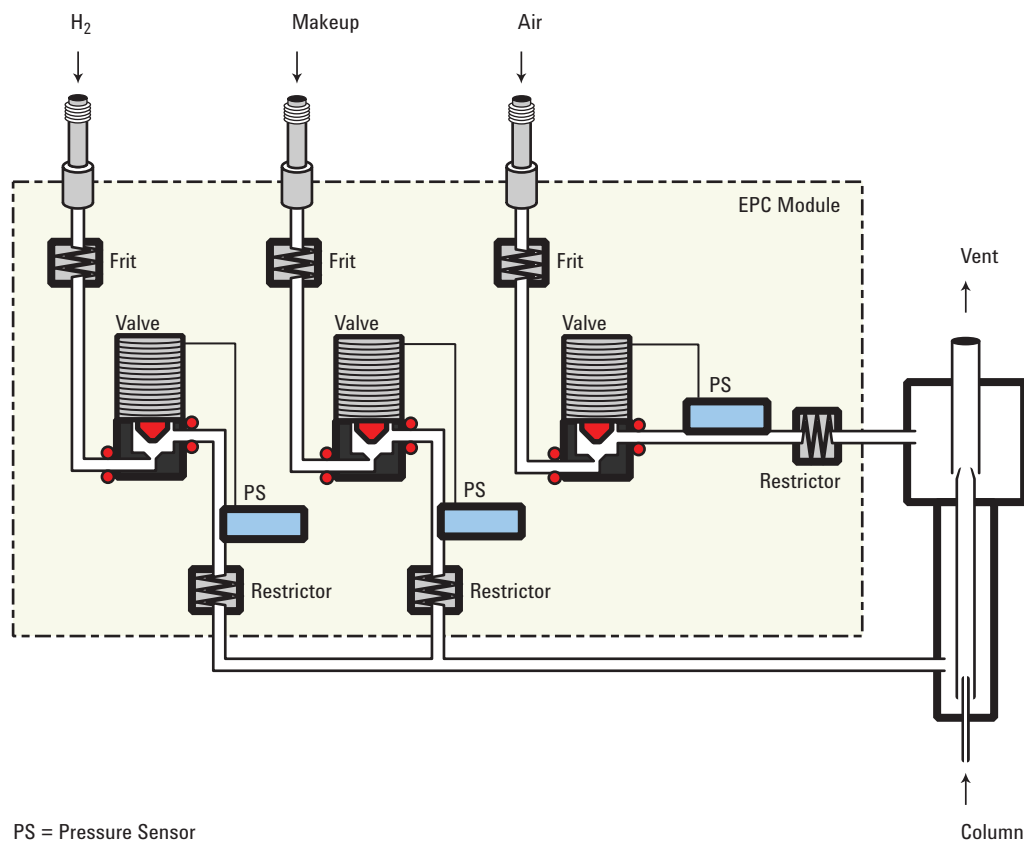 H₂
Makeup
Air
EPC Module
Vent
Frit
Frit
Frit
Valve
Valve
Valve
PS
Restrictor
PS
PS
Restrictor
Restrictor
PS = Pressure Sensor
Column